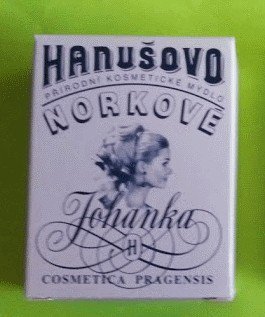 HANUŠOVO
PŘÍRODNÍ KOSMETICKÉ MÝDLO
NORKOVÉ
Johanka
H
COSMETICA PRAGENSIS